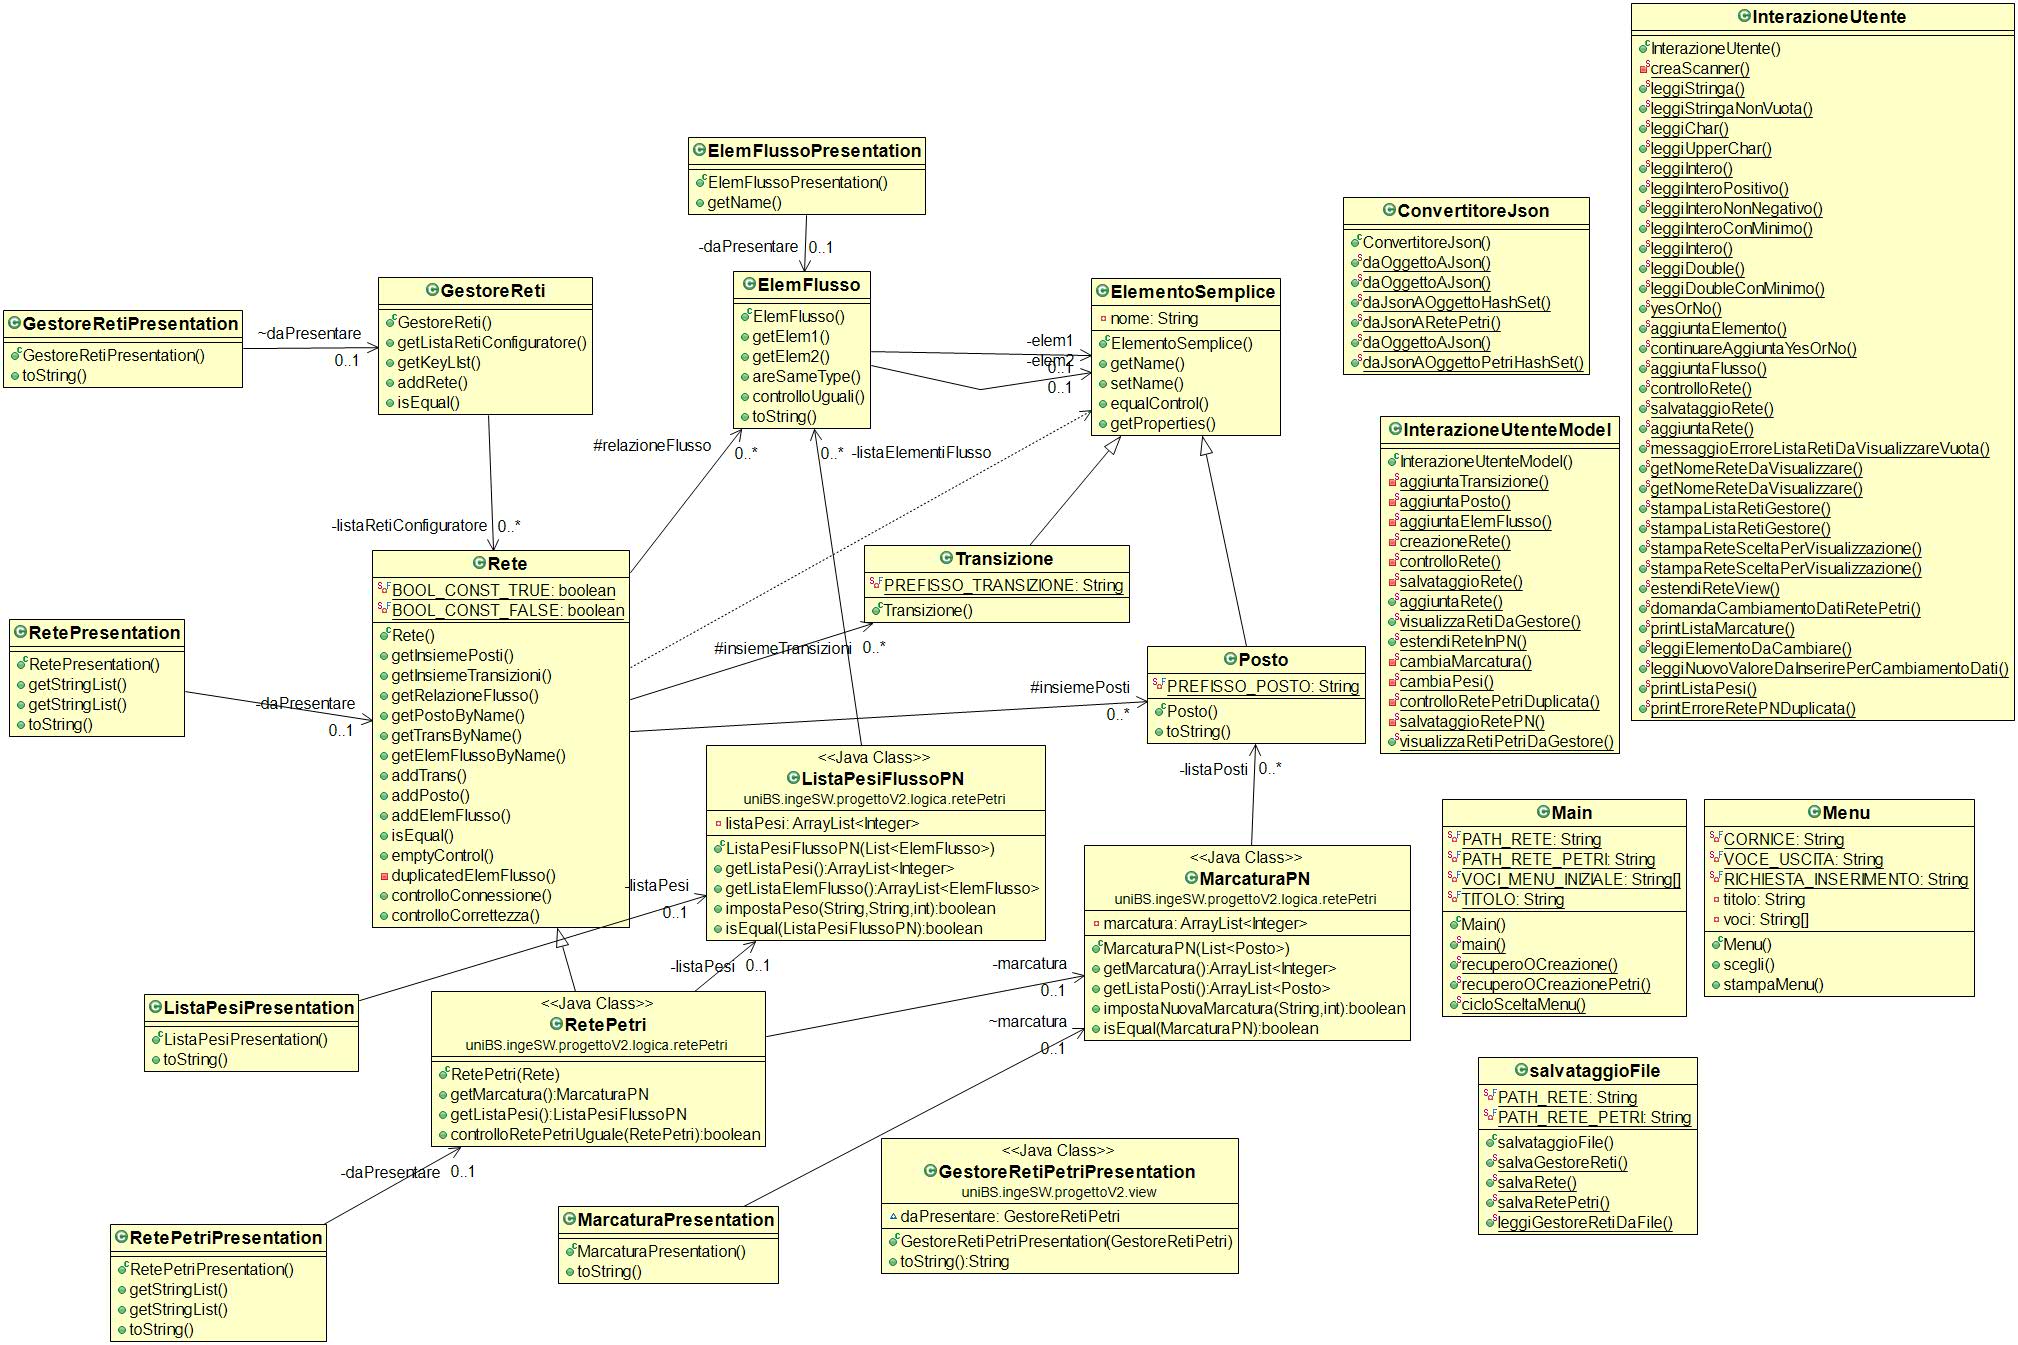 InterazioneUtente
InterazioneUtente()
creaScanner()
leggiStringa()
leggiStringaNonVuota()
leggiChar()
leggiUpperChar()
leggiIntero()
leggiInteroPositivo()
leggiInteroNonNegativo()
leggiInteroConMinimo()
leggiIntero()
leggiDouble()
leggiDoubleConMinimo()
yesOrNo()
aggiuntaElemento()
continuareAggiuntaYesOrNo()
aggiuntaFlusso()
controlloRete()
salvataggioRete()
aggiuntaRete()
messaggioErroreListaRetiDaVisualizzareVuota()
getNomeReteDaVisualizzare()
getNomeReteDaVisualizzare()
stampaListaRetiGestore()
stampaListaRetiGestore()
stampaReteSceltaPerVisualizzazione()
stampaReteSceltaPerVisualizzazione()
estendiReteView()
domandaCambiamentoDatiRetePetri()
printListaMarcature()
leggiElementoDaCambiare()
leggiNuovoValoreDaInserirePerCambiamentoDati()
printListaPesi()
printErroreRetePNDuplicata()
ElemFlussoPresentation
ElemFlussoPresentation()
getName()
-daPresentare 0..1
ConvertitoreJson
ConvertitoreJson()
daOggettoAJson()
daOggettoAJson()
daJsonAOggettoHashSet()
daJsonARetePetri()
daOggettoAJson()
daJsonAOggettoPetriHashSet()
GestoreRetiPresentation
GestoreRetiPresentation()
toString()
~daPresentare
0..1
GestoreReti
GestoreReti()
getListaRetiConfiguratore()
getKeyLIst()
addRete()
isEqual()
ElemFlusso
ElemFlusso()
getElem1()
getElem2()
areSameType()
controlloUguali()
toString()
-elem1
-elem2
0..1
0..1
ElementoSemplice
nome: String
ElementoSemplice()
getName()
setName()
equalControl()
getProperties()
#relazioneFlusso
0..*
0..* -listaElementiFlusso
InterazioneUtenteModel
InterazioneUtenteModel()
aggiuntaTransizione()
aggiuntaPosto()
aggiuntaElemFlusso()
creazioneRete()
controlloRete()
salvataggioRete()
aggiuntaRete()
visualizzaRetiDaGestore()
estendiReteInPN()
cambiaMarcatura()
cambiaPesi()
controlloRetePetriDuplicata()
salvataggioRetePN()
visualizzaRetiPetriDaGestore()
-listaRetiConfiguratore 0..*
Rete
BOOL_CONST_TRUE: boolean
BOOL_CONST_FALSE: boolean
Rete()
getInsiemePosti()
getInsiemeTransizioni()
getRelazioneFlusso()
getPostoByName()
getTransByName()
getElemFlussoByName()
addTrans()
addPosto()
addElemFlusso()
isEqual()
emptyControl()
duplicatedElemFlusso()
controlloConnessione()
controlloCorrettezza()
Transizione
PREFISSO_TRANSIZIONE: String
Transizione()
#insiemeTransizioni 0..*
RetePresentation
RetePresentation()
getStringList()
getStringList()
toString()
-daPresentare
0..1
Posto
PREFISSO_POSTO: String
Posto()
toString()
#insiemePosti
0..*
-listaPosti 0..*
<<Java Class>>
ListaPesiFlussoPN
uniBS.ingeSW.progettoV2.logica.retePetri
listaPesi: ArrayList<Integer>
ListaPesiFlussoPN(List<ElemFlusso>)
getListaPesi():ArrayList<Integer>
getListaElemFlusso():ArrayList<ElemFlusso>
impostaPeso(String,String,int):boolean
isEqual(ListaPesiFlussoPN):boolean
-listaPesi
0..1
-listaPesi 0..1
<<Java Class>>
MarcaturaPN
uniBS.ingeSW.progettoV2.logica.retePetri
marcatura: ArrayList<Integer>
MarcaturaPN(List<Posto>)
getMarcatura():ArrayList<Integer>
getListaPosti():ArrayList<Posto>
impostaNuovaMarcatura(String,int):boolean
isEqual(MarcaturaPN):boolean
-marcatura
0..1
~marcatura
0..1
Main
PATH_RETE: String
PATH_RETE_PETRI: String
VOCI_MENU_INIZIALE: String[]
TITOLO: String
Main()
main()
recuperoOCreazione()
recuperoOCreazionePetri()
cicloSceltaMenu()
Menu
CORNICE: String
VOCE_USCITA: String
RICHIESTA_INSERIMENTO: String
titolo: String
voci: String[]
Menu()
scegli()
stampaMenu()
ListaPesiPresentation
ListaPesiPresentation()
toString()
<<Java Class>>
RetePetri
uniBS.ingeSW.progettoV2.logica.retePetri
RetePetri(Rete)
getMarcatura():MarcaturaPN
getListaPesi():ListaPesiFlussoPN
controlloRetePetriUguale(RetePetri):boolean
-daPresentare 0..1
salvataggioFile
PATH_RETE: String
PATH_RETE_PETRI: String
salvataggioFile()
salvaGestoreReti()
salvaRete()
salvaRetePetri()
leggiGestoreRetiDaFile()
<<Java Class>>
GestoreRetiPetriPresentation
uniBS.ingeSW.progettoV2.view
daPresentare: GestoreRetiPetri
GestoreRetiPetriPresentation(GestoreRetiPetri)
toString():String
MarcaturaPresentation
MarcaturaPresentation()
toString()
RetePetriPresentation
RetePetriPresentation()
getStringList()
getStringList()
toString()